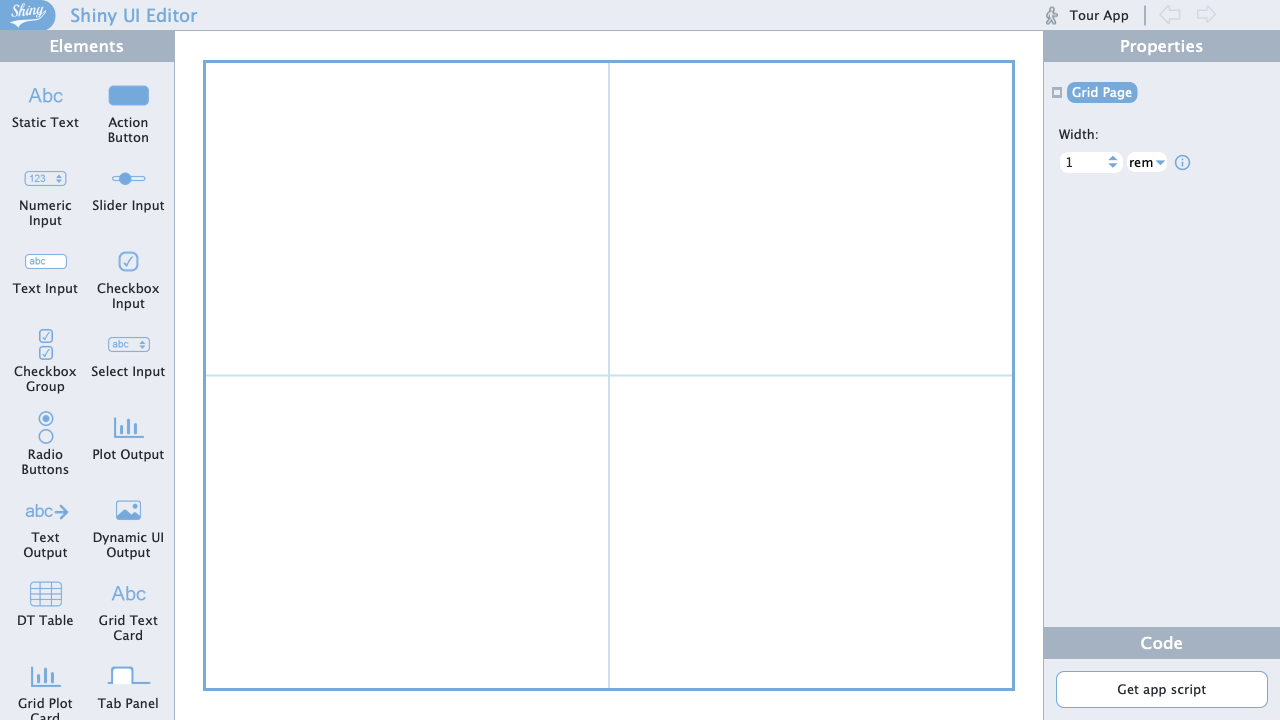 Shiny
Shiny UI Editor
Tour App
Elements
Abc
Static Text
Action
Button
123
Numeric
Input
Slider Input
abc
Text Input
Checkbox
Input
Checkbox
Group
abc
Select Input
Radio
Buttons
Plot Output
abc
Text
Output
Dynamic UI
Output
DT Table
Abc
Grid Text
Card
Grid Plot
Card
Tab Panel
Properties
Grid Page
Width:
1
rem
Code
Get app script